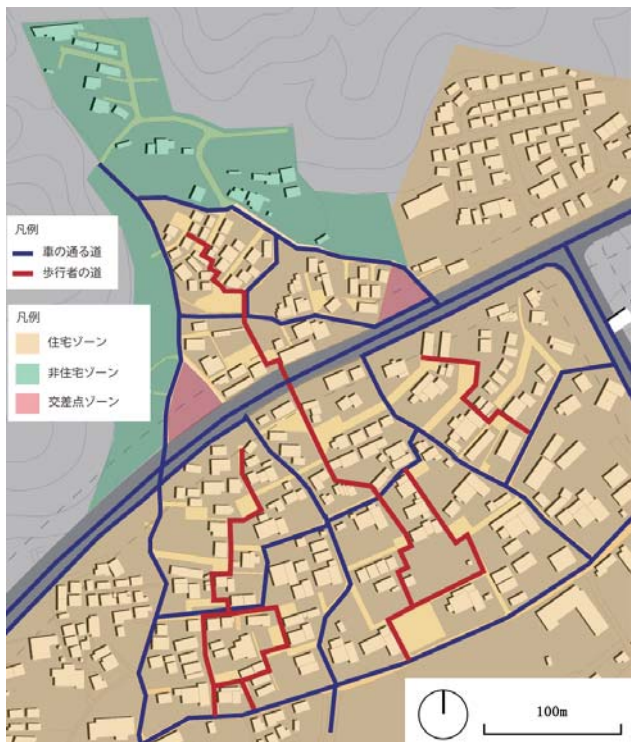 凡例
車の通る道
歩行者の道
凡例
住宅ゾーン
非住宅ゾーン
交差点ゾーン
100m